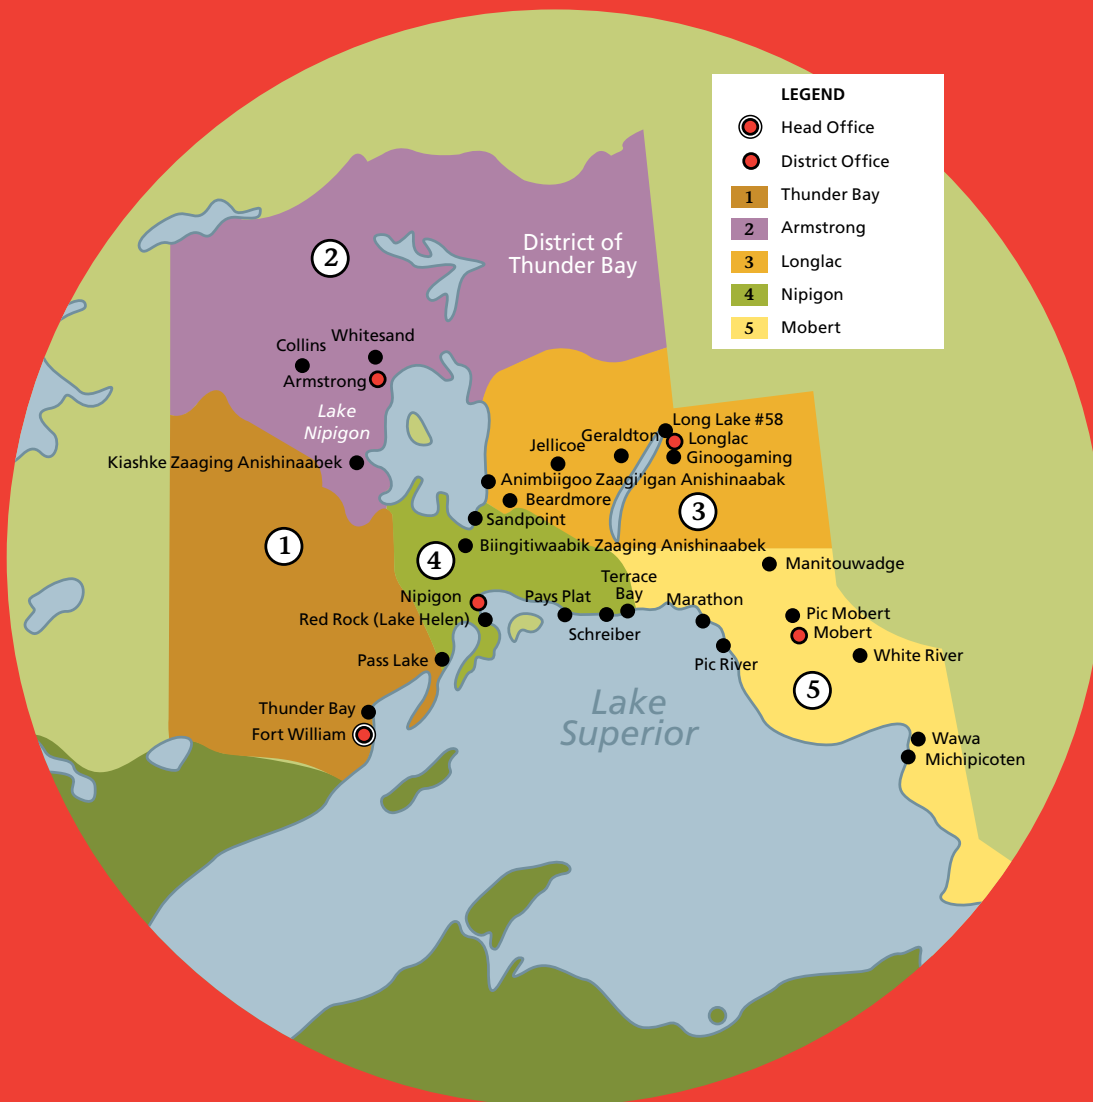 LEGEND
Head Office
District Office
1 Thunder Bay
2 Armstrong
3 Longlac
4 Nipigon
5 Mobert
District of
Thunder Bay
2
Whitesand
Collins
Armstrong
Lake
Nipigon
Long Lake #58
Geraldton
Longlac
Jellicoe
Ginoogaming
Kiashke Zaaging Anishinaabek
Animbiigoo Zaagi'igan Anishinaabak
Beardmore
3
Sandpoint
1
Biingitiwaabik Zaaging Anishinaabek
4
Manitouwadge
Terrace
Bay
Nipigon
Pays Plat
Marathon
Red Rock (Lake Helen)
Pic Mobert
Schreiber
Mobert
Pass Lake
Pic River
White River
5
Thunder Bay
Lake
Superior
Fort William
Wawa
Michipicoten